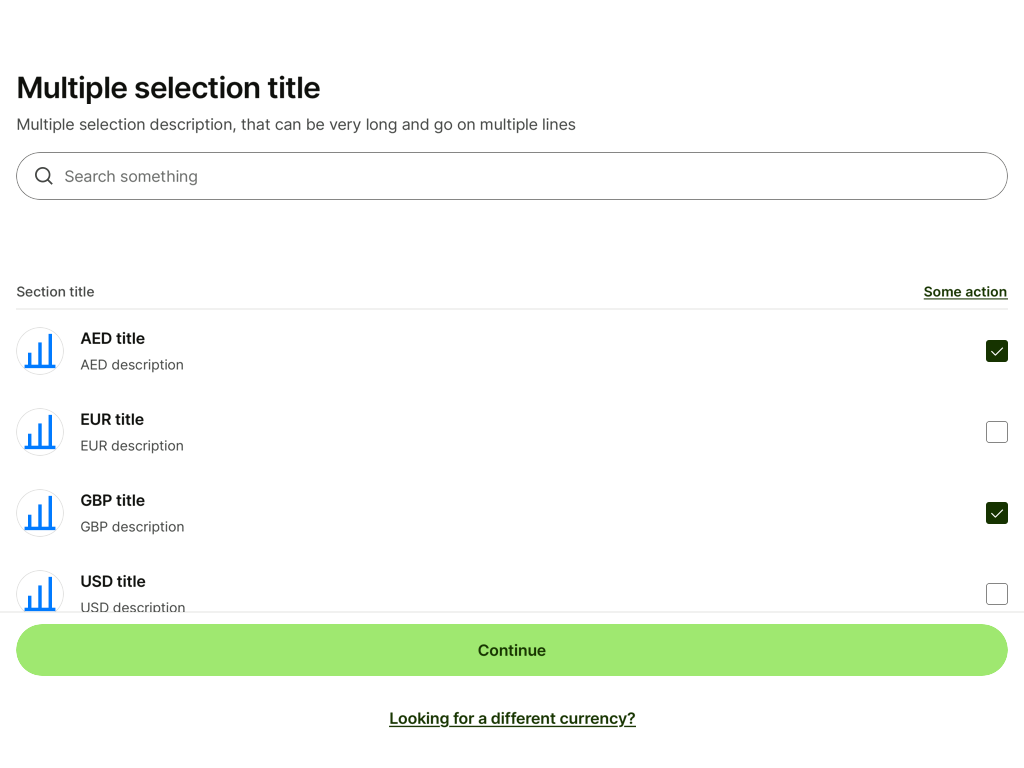 Multiple selection title
Multiple selection description, that can be very long and go on multiple lines
Search something
Section title
Some action
AED title
AED description
EUR title
EUR description
GBP title
GBP description
USD title
USD description
Continue
Looking for a different currency?